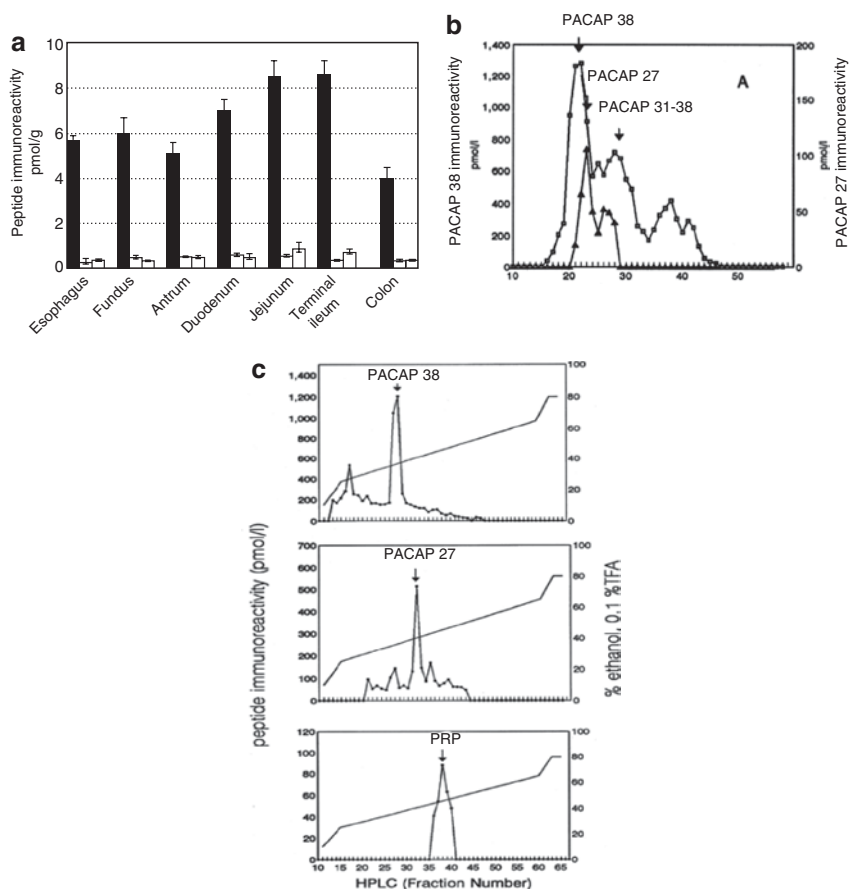 a
Peptide immunoreactivity
pmol/g
10
8
6
4
2
0
Esophagus
Fundus
Antrum
Duodenum
Jejunum
Terminal
ileum
Colon
b
PACAP 38
PACAP 27
PACAP 31-38
A
PACAP 38 immunoreactivity
pmol/l
1,400
1,200
1,000
800
600
400
200
0
10 20 30 40 50
200
150
100
50
0
pmol/l
PACAP 27 immunoreactivity
c
peptide immunoreactivity (pmol/l)
PACAP 38
1,400
1,200
1,000
800
600
400
200
0
100
80
60
40
20
0
PACAP 27
700
600
500
400
300
200
100
0
100
80
60
40
20
0
% ethanol, 0.1 %TFA
PRP
120
100
80
60
40
20
0
100
80
60
40
20
0
10 15 20 25 30 35 40 45 50 55 60 65
HPLC (Fraction Number)